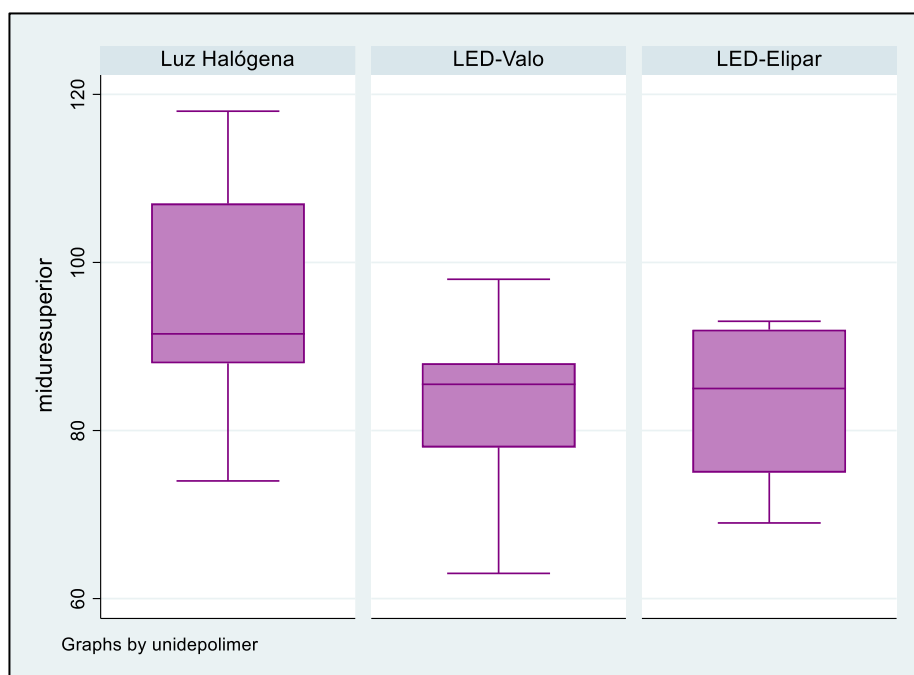 Luz Halógena
LED-Valo
LED-Elipar
miduresuperior
120
100
80
60
Graphs by unidepolimer